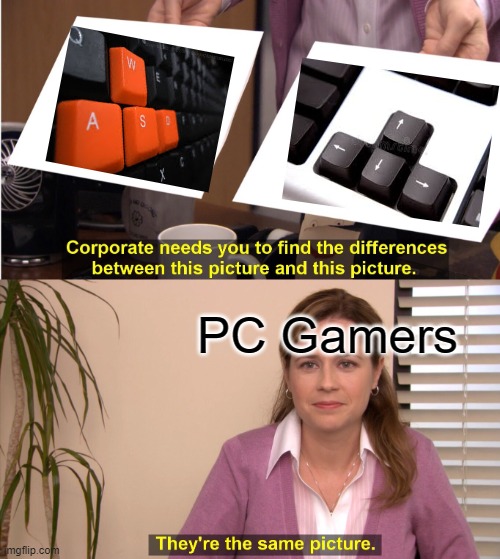 W
E
A
S
D
X
↑
← ↓ →
Corporate needs you to find the differences
between this picture and this picture.
PC Gamers
They're the same picture.
imgflip.com